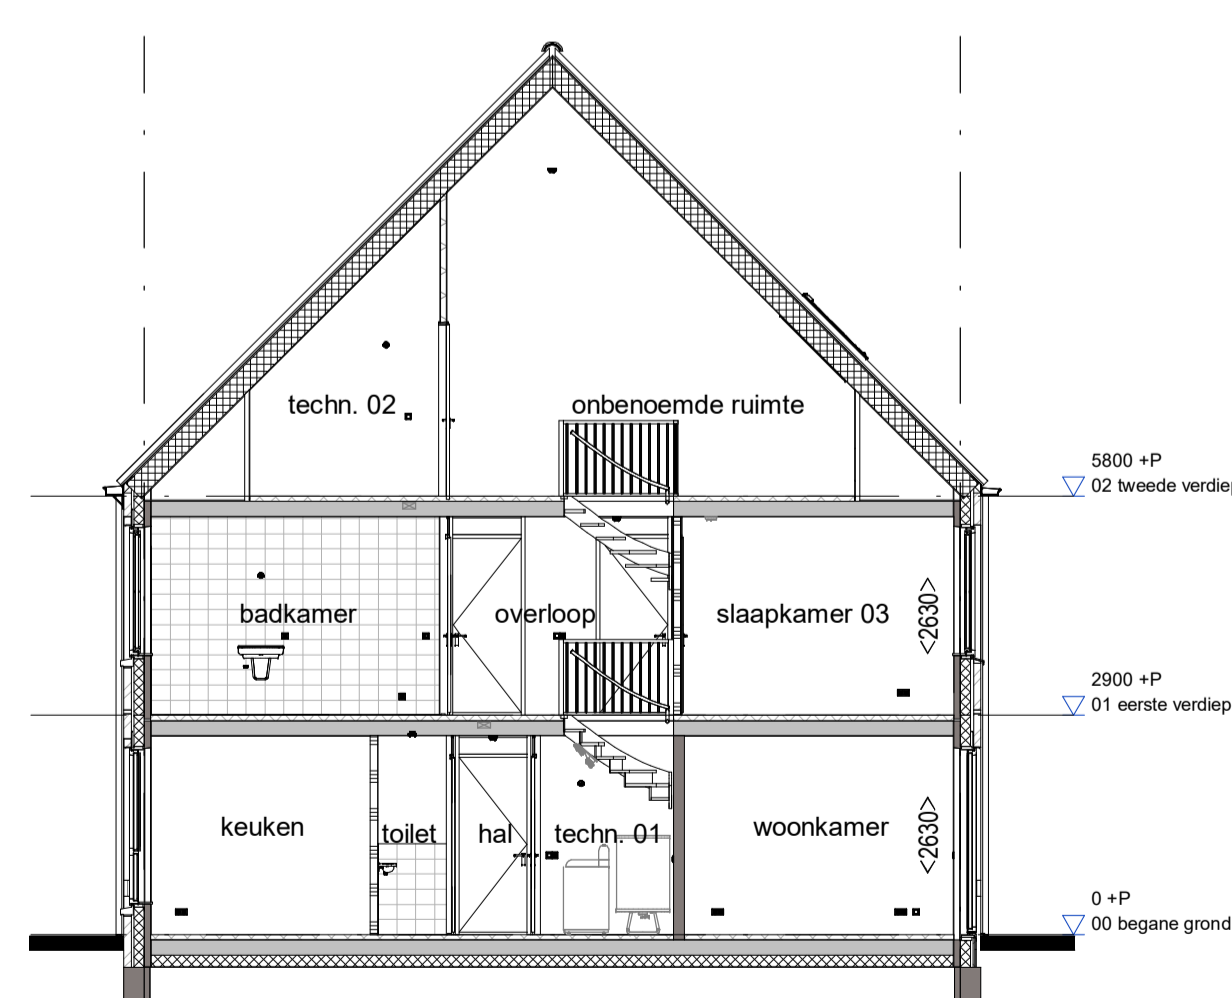 techn. 02
onbenoemde ruimte
5800 +P
02 tweede verdiep
badkamer
overloop
slaapkamer 03
<2630>
2900 +P
01 eerste verdiep
keuken
toilet
hal
techn. 01
woonkamer
<2630>
0 +P
00 begane grond